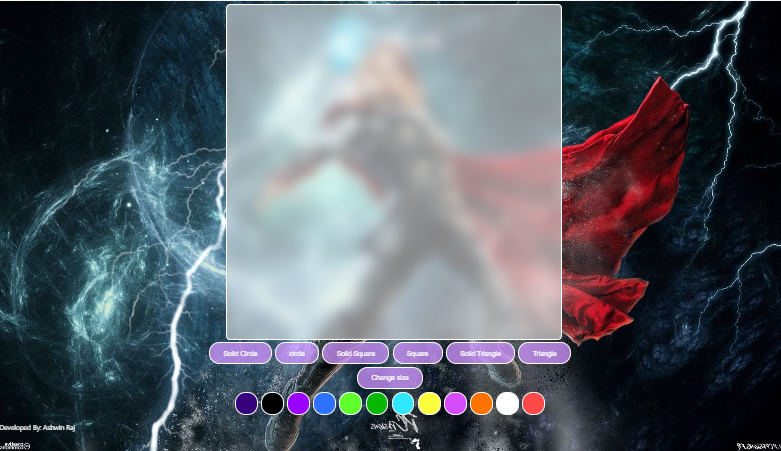 Solid Circle circle Solid Square Square Solid Triangle Triangle
Change size
Developed By: Ashwin Raj